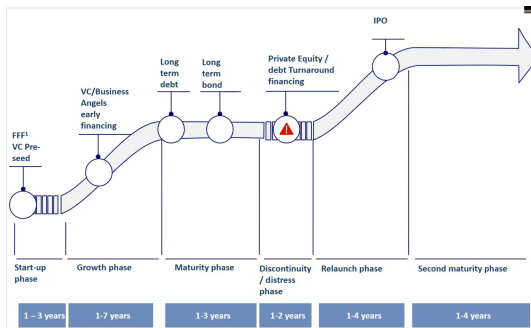 IPO
Private Equity /
debt Turnaround
financing
Long
term
debt
Long
term
bond
VC/Business
Angels
early
financing
FFF¹
VC Pre-
seed
Start-up
phase
Growth phase
Maturity phase
Discontinuity
/ distress
phase
Relaunch phase
Second maturity phase
1 – 3 years
1-7 years
1-3 years
1-2 years
1-4 years
1-4 years